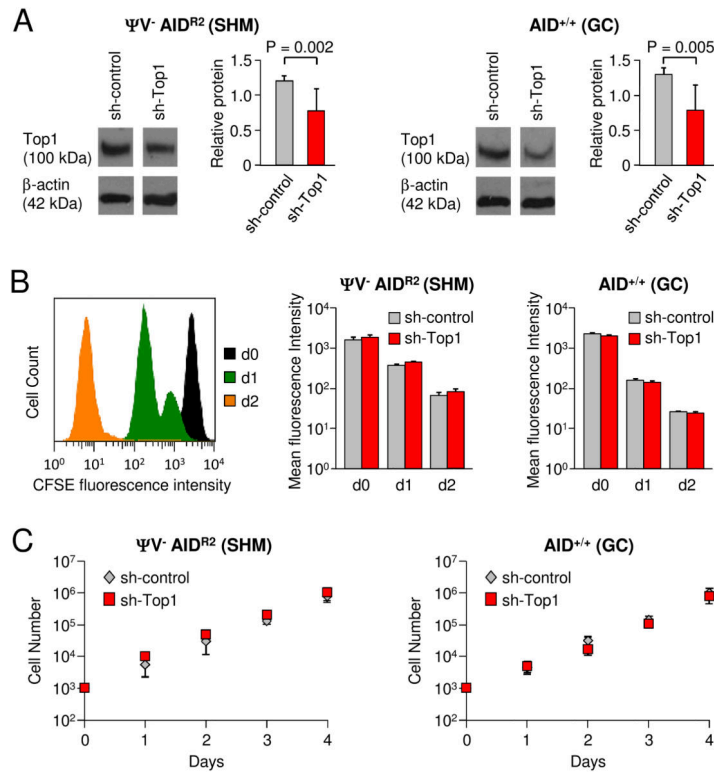 A
ΨV⁻ AIDᴿ² (SHM)
sh-control
sh-Top1
Top1
(100 kDa)
β-actin
(42 kDa)
P = 0.002
Relative protein
1.5
1.0
0.5
0
sh-control
sh-Top1
AID⁺/⁺ (GC)
sh-control
sh-Top1
Top1
(100 kDa)
β-actin
(42 kDa)
P = 0.005
Relative protein
1.5
1.0
0.5
0
sh-control
sh-Top1
B
Cell Count
d0
d1
d2
10⁰ 10¹ 10² 10³ 10⁴
CFSE fluorescence intensity
ΨV⁻ AIDᴿ² (SHM)
Mean fluorescence Intensity
10⁴
10³
10²
10¹
10⁰
sh-control
sh-Top1
d0 d1 d2
AID⁺/⁺ (GC)
Mean fluorescence Intensity
10⁴
10³
10²
10¹
10⁰
sh-control
sh-Top1
d0 d1 d2
C
ΨV⁻ AIDᴿ² (SHM)
Cell Number
10⁷
10⁶
10⁵
10⁴
10³
10²
sh-control
sh-Top1
0 1 2 3 4
Days
AID⁺/⁺ (GC)
Cell Number
10⁷
10⁶
10⁵
10⁴
10³
10²
sh-control
sh-Top1
0 1 2 3 4
Days